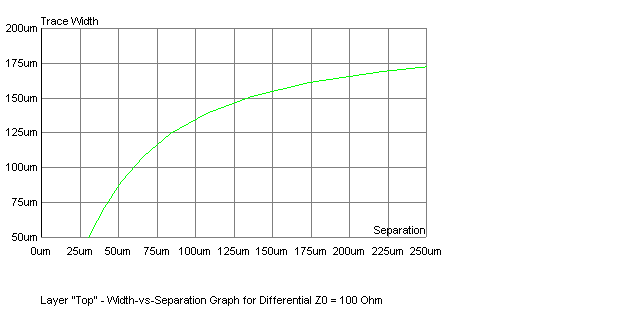 Trace Width
200um
175um
150um
125um
100um
75um
50um
Separation
0um 25um 50um 75um 100um 125um 150um 175um 200um 225um 250um
Layer "Top" - Width-vs-Separation Graph for Differential Z0 = 100 Ohm